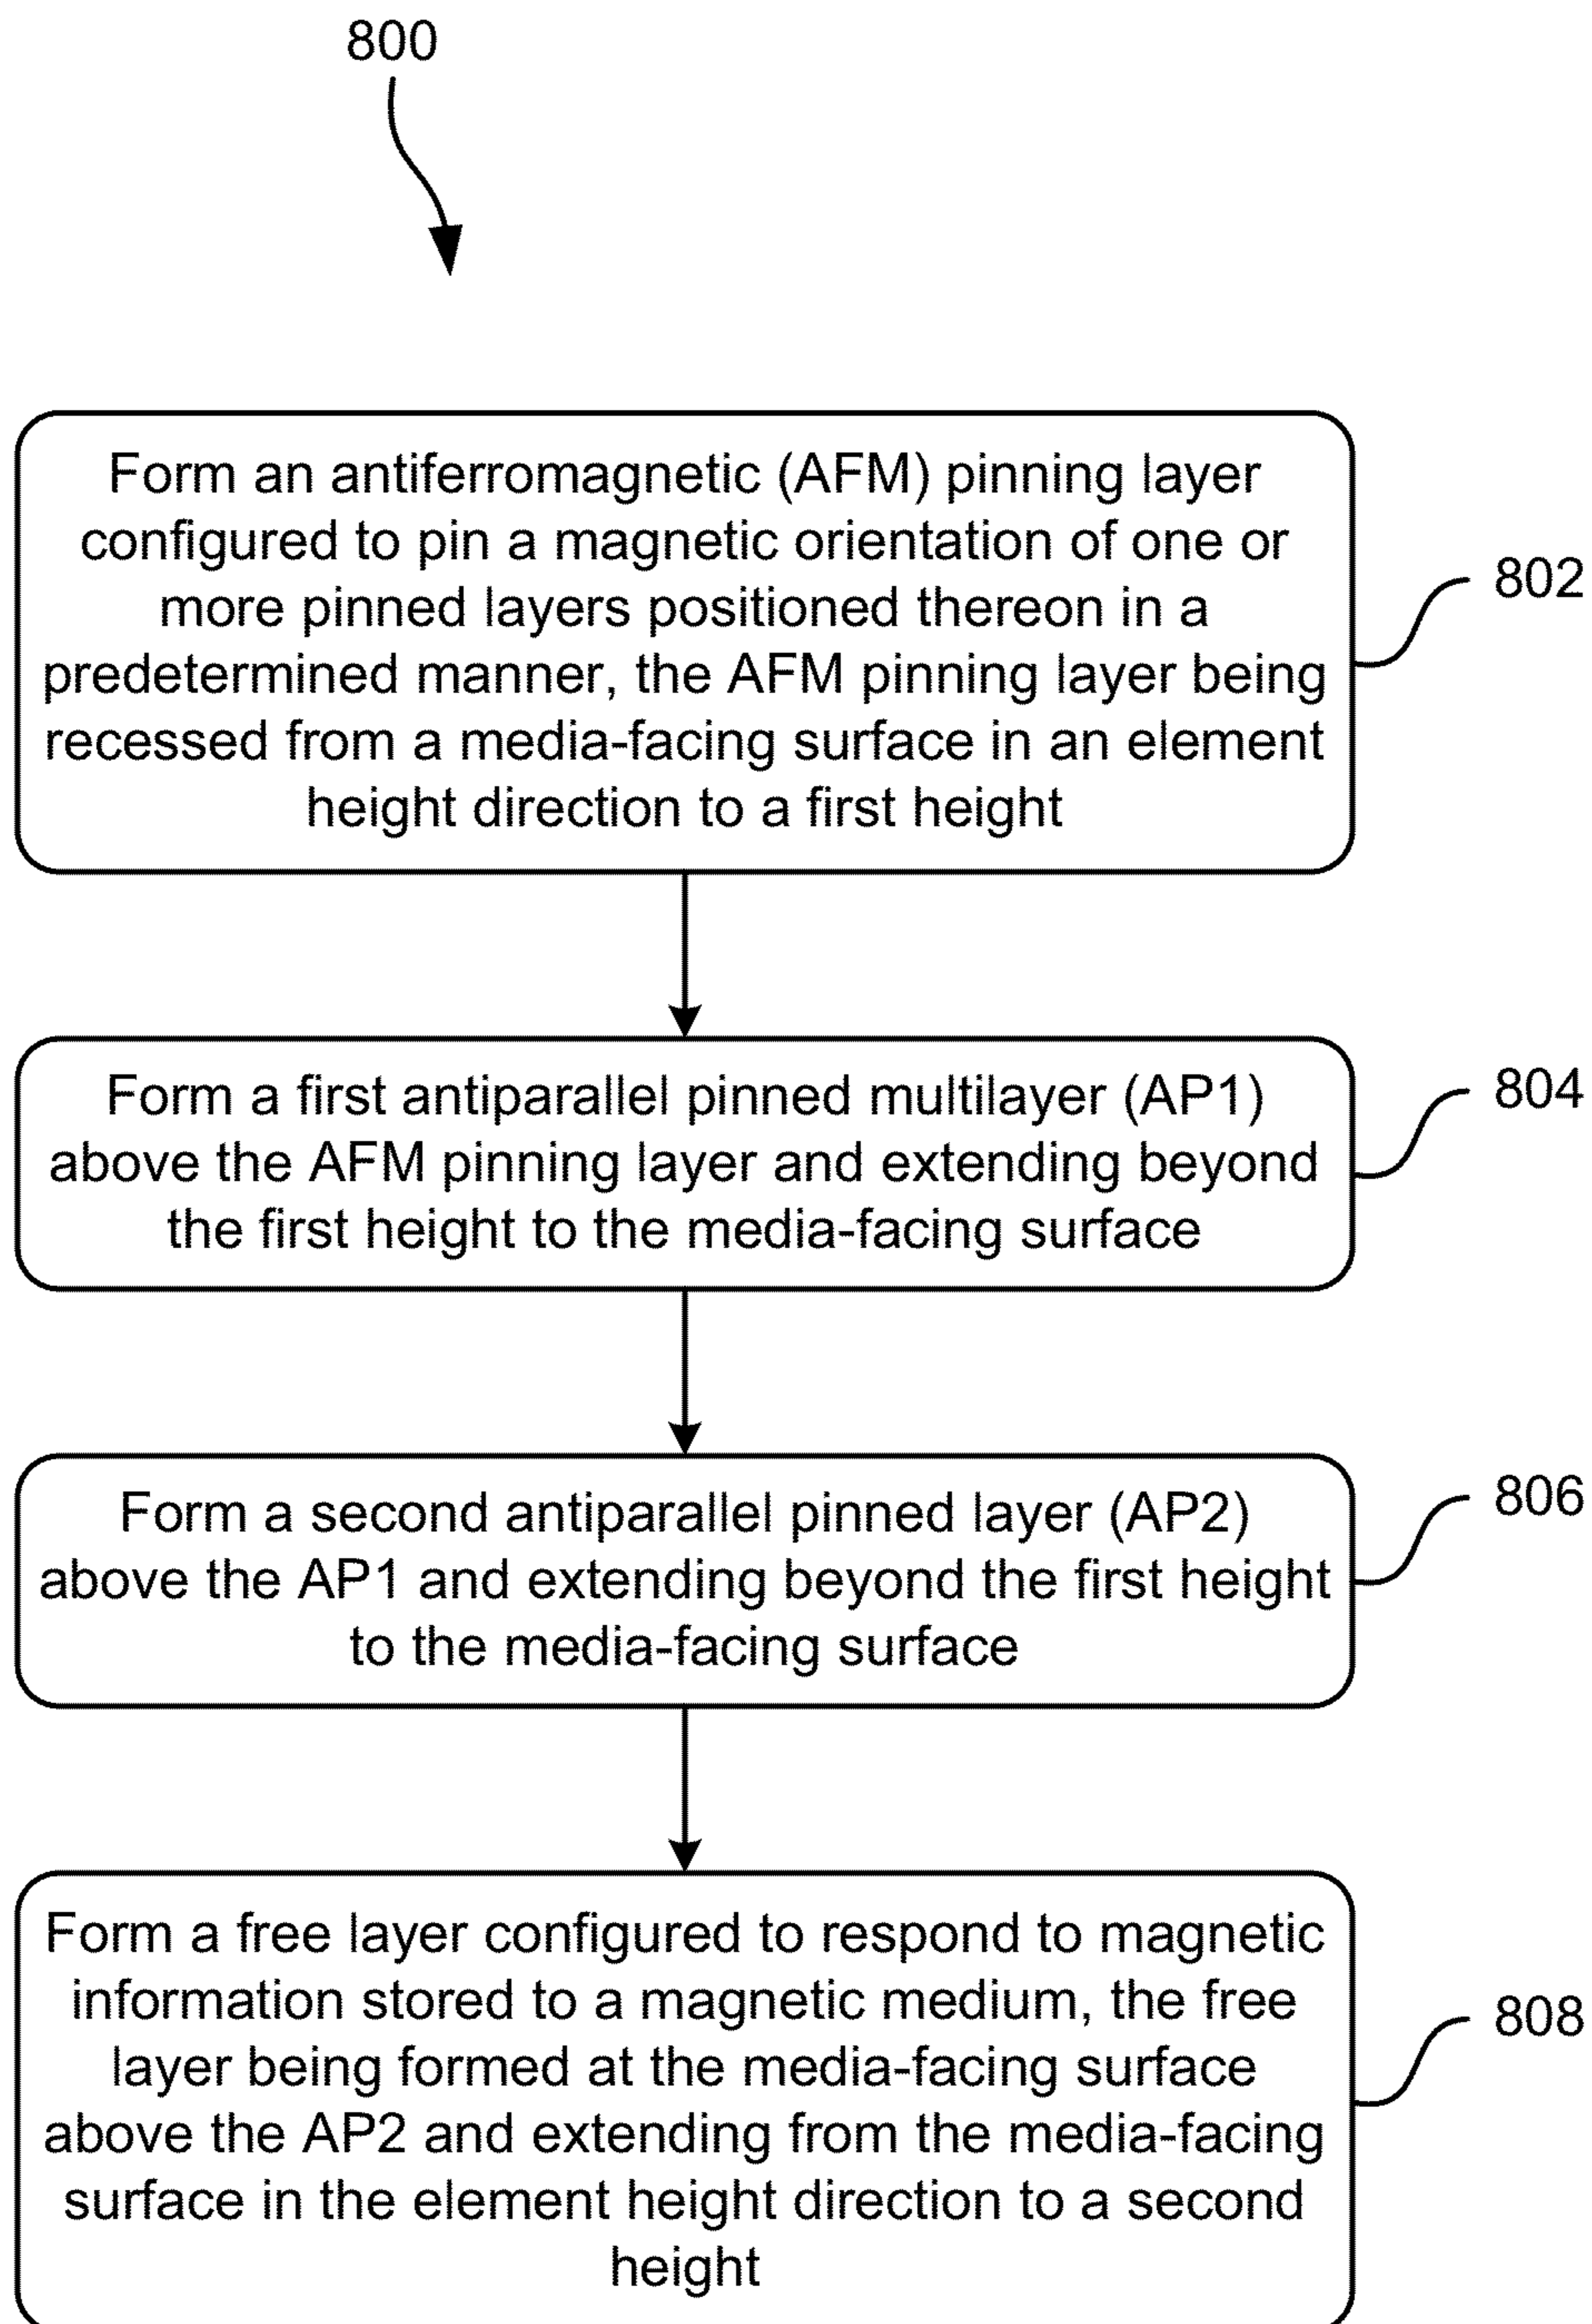 800
Form an antiferromagnetic (AFM) pinning layer
configured to pin a magnetic orientation of one or
more pinned layers positioned thereon in a
predetermined manner, the AFM pinning layer being
recessed from a media-facing surface in an element
height direction to a first height
802
Form a first antiparallel pinned multilayer (AP1)
above the AFM pinning layer and extending beyond
the first height to the media-facing surface
804
Form a second antiparallel pinned layer (AP2)
above the AP1 and extending beyond the first height
to the media-facing surface
806
Form a free layer configured to respond to magnetic
information stored to a magnetic medium, the free
layer being formed at the media-facing surface
above the AP2 and extending from the media-facing
surface in the element height direction to a second
height
808